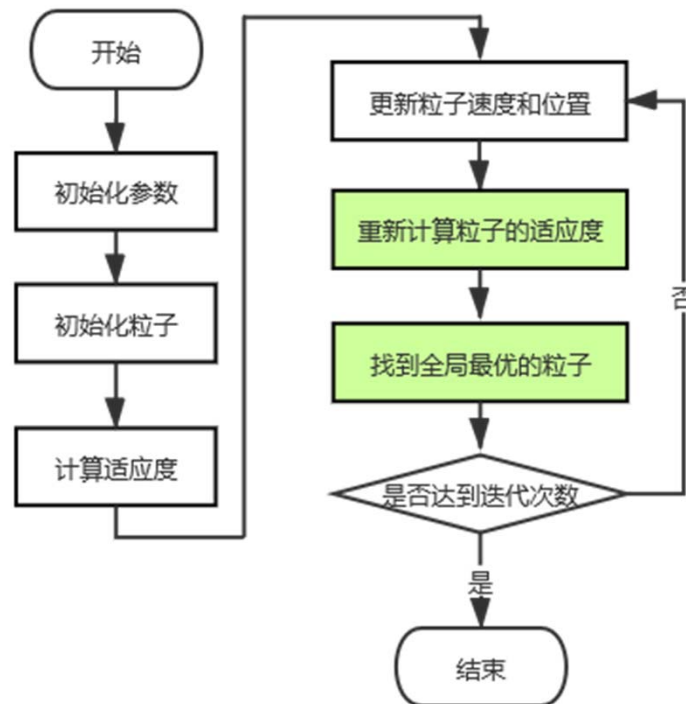 开始
初始化参数
初始化粒子
计算适应度
更新粒子速度和位置
重新计算粒子的适应度
找到全局最优的粒子
是否达到迭代次数
否
是
结束